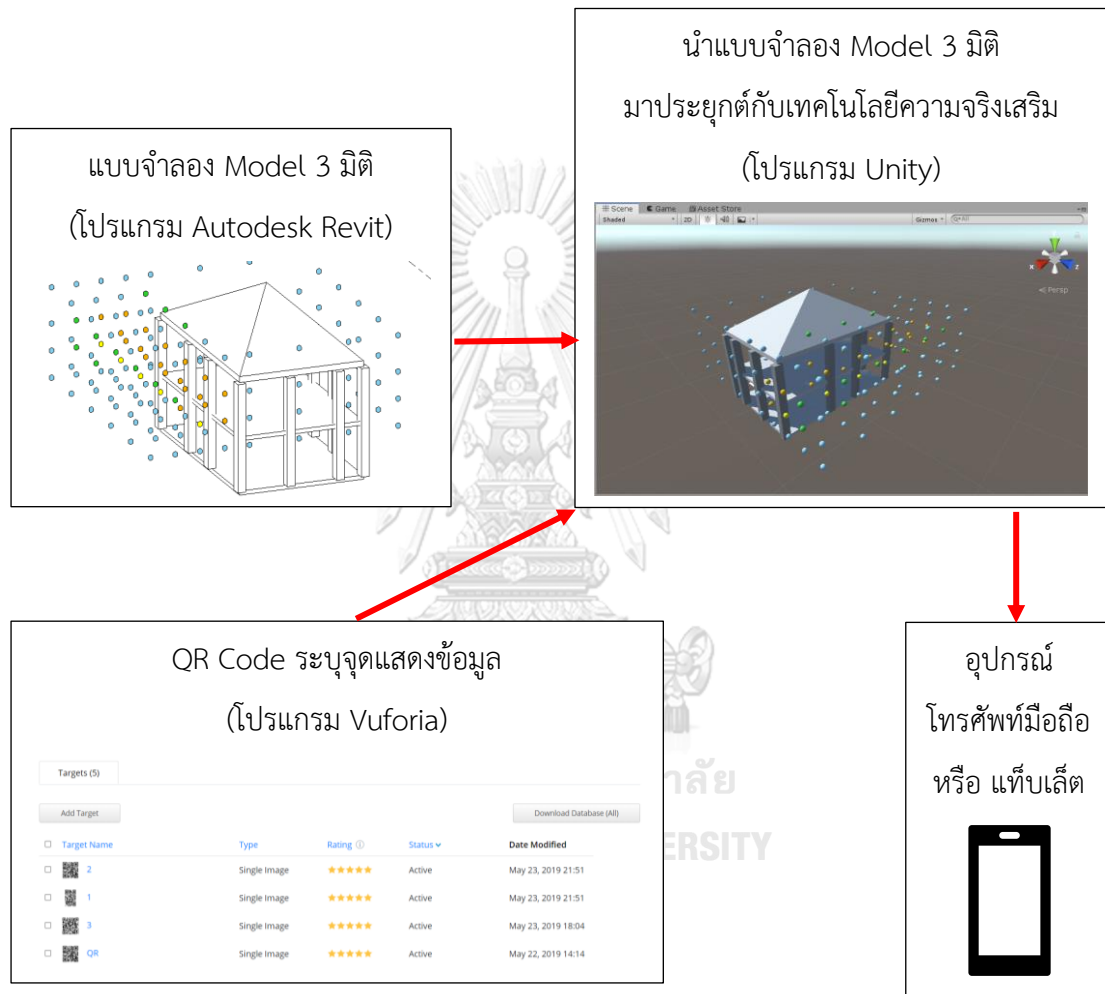 นำแบบจำลอง Model 3 มิติ
มาประยุกต์กับเทคโนโลยีความจริงเสริม
(โปรแกรม Unity)
Scene Game Asset Store
Shaded 2D Gizmos All
x z
Persp
แบบจำลอง Model 3 มิติ
(โปรแกรม Autodesk Revit)
QR Code ระบุจุดแสดงข้อมูล
(โปรแกรม Vuforia)
Targets (5)
Add Target Download Database (All)
Target Name Type Rating Status Date Modified
2 Single Image Active May 23, 2019 21:51
1 Single Image Active May 23, 2019 21:51
3 Single Image Active May 23, 2019 18:04
QR Single Image Active May 22, 2019 14:14
อุปกรณ์
โทรศัพท์มือถือ
หรือ แท็บเล็ต